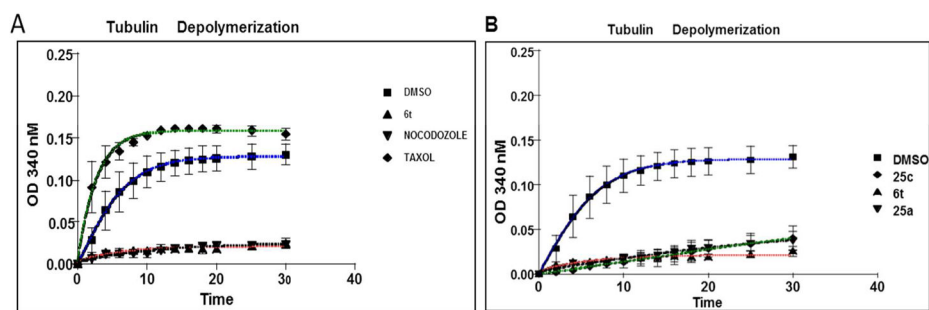 A
Tubulin Depolymerization
OD 340 nM
0.25
0.20
0.15
0.10
0.05
0.00
0 10 20 30 40
Time
DMSO
6t
NOCODOZOLE
TAXOL
B
Tubulin Depolymerization
OD 340 nM
0.25
0.20
0.15
0.10
0.05
0.00
0 10 20 30 40
Time
DMSO
25c
6t
25a